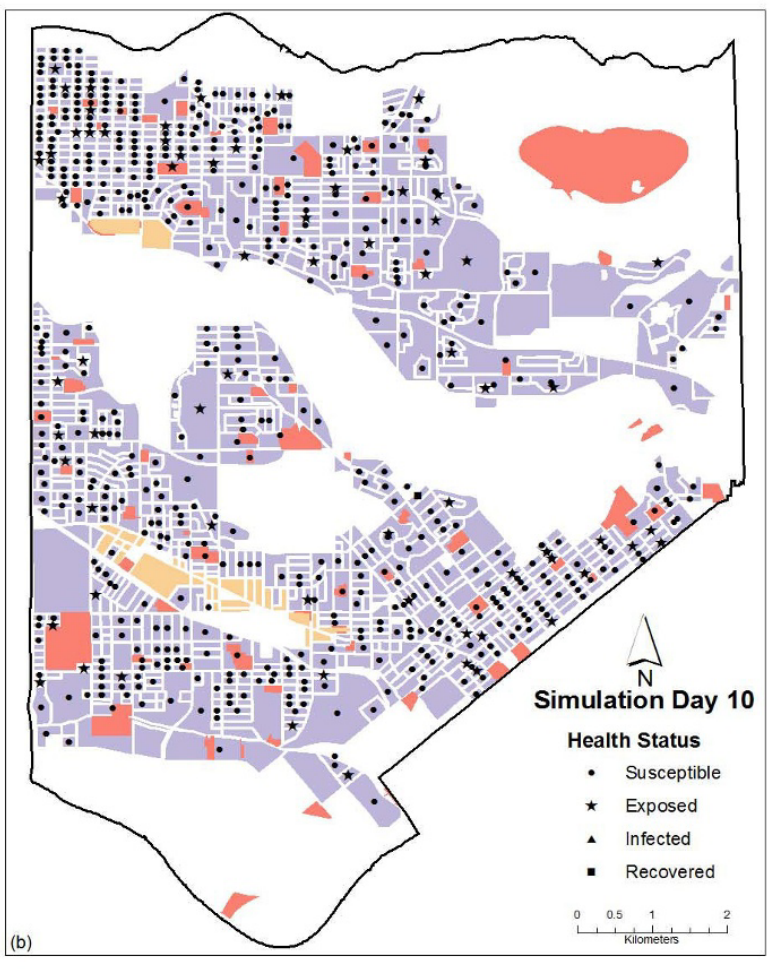 N
Simulation Day 10
Health Status
Susceptible
Exposed
Infected
Recovered
0 0.5 1 2
Kilometers
(b)